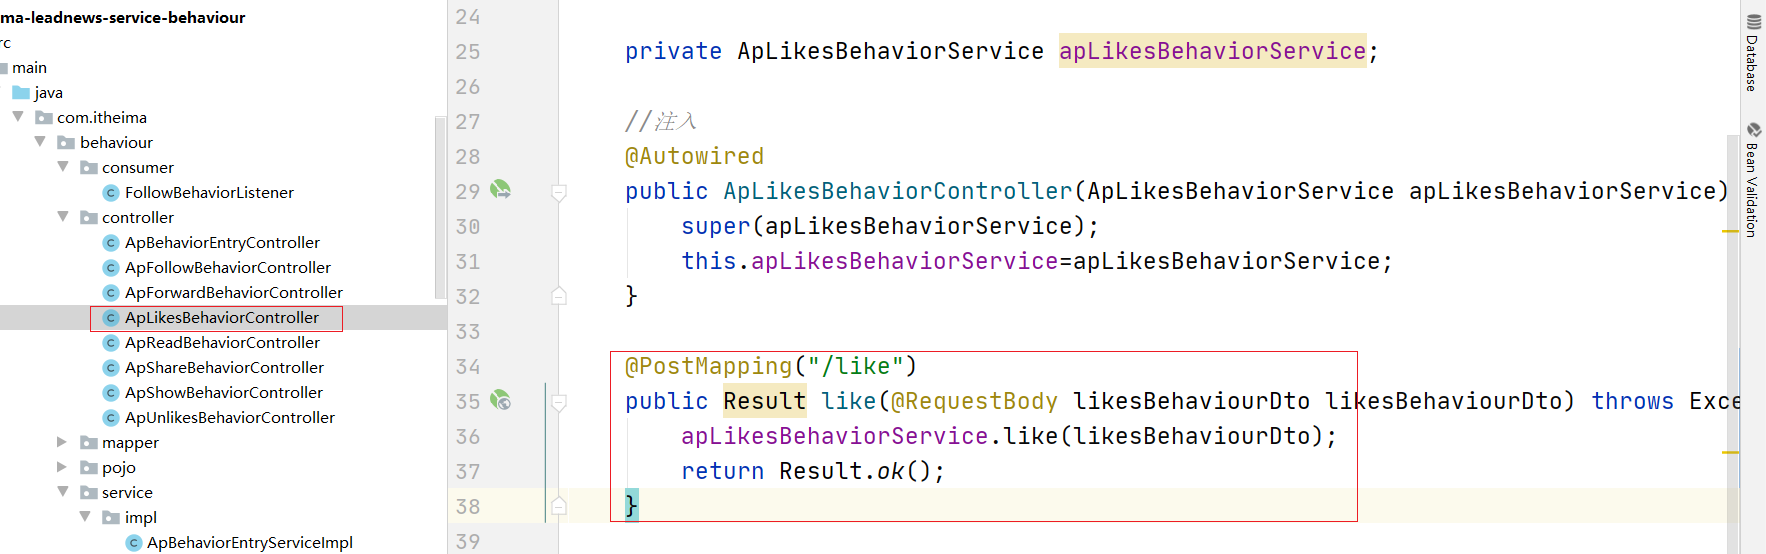 ma-leadnews-service-behaviour
rc
main
java
com.itheima
behaviour
consumer
FollowBehaviorListener
controller
ApBehaviorEntryController
ApFollowBehaviorController
ApForwardBehaviorController
ApLikesBehaviorController
ApReadBehaviorController
ApShareBehaviorController
ApShowBehaviorController
ApUnlikesBehaviorController
mapper
pojo
service
impl
ApBehaviorEntryServiceImpl
24
25 private ApLikesBehaviorService apLikesBehaviorService;
26
27 //注入
28 @Autowired
29 public ApLikesBehaviorController(ApLikesBehaviorService apLikesBehaviorService)
30 super(apLikesBehaviorService);
31 this.apLikesBehaviorService=apLikesBehaviorService;
32 }
33
34 @PostMapping("/like")
35 public Result like(@RequestBody likesBehaviourDto likesBehaviourDto) throws Exce
36 apLikesBehaviorService.like(likesBehaviourDto);
37 return Result.ok();
38 }
39
Database
Bean Validation